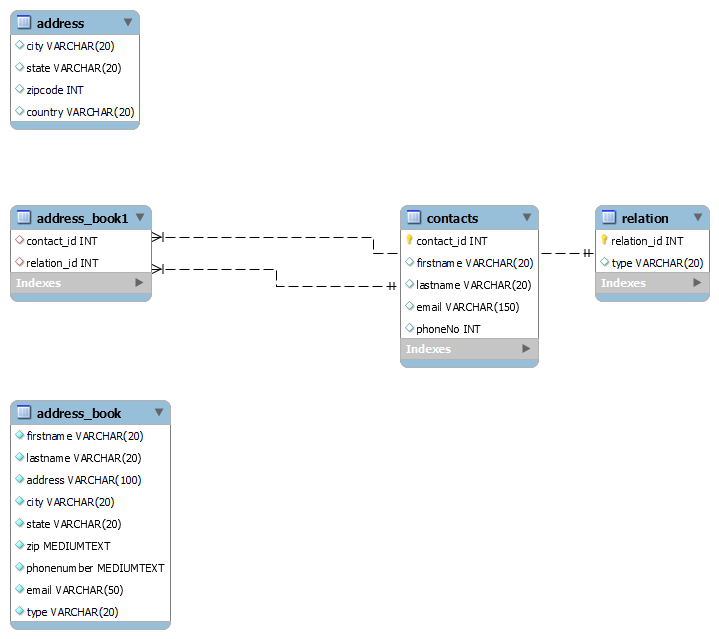 address
city VARCHAR(20)
state VARCHAR(20)
zipcode INT
country VARCHAR(20)
address_book1
contact_id INT
relation_id INT
Indexes
contacts
contact_id INT
firstname VARCHAR(20)
lastname VARCHAR(20)
email VARCHAR(150)
phoneNo INT
Indexes
relation
relation_id INT
type VARCHAR(20)
Indexes
address_book
firstname VARCHAR(20)
lastname VARCHAR(20)
address VARCHAR(100)
city VARCHAR(20)
state VARCHAR(20)
zip MEDIUMTEXT
phonenumber MEDIUMTEXT
email VARCHAR(50)
type VARCHAR(20)